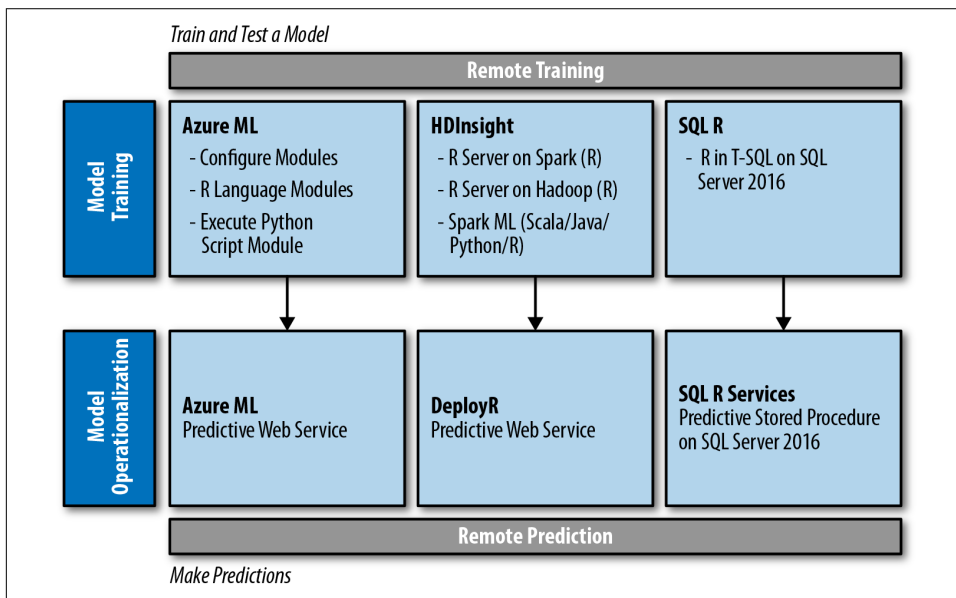 Train and Test a Model
Remote Training
Model
Training
Azure ML
- Configure Modules
- R Language Modules
- Execute Python
Script Module
HDInsight
- R Server on Spark (R)
- R Server on Hadoop (R)
- Spark ML (Scala/Java/
Python/R)
SQL R
- R in T-SQL on SQL
Server 2016
Model
Operationalization
Azure ML
Predictive Web Service
DeployR
Predictive Web Service
SQL R Services
Predictive Stored Procedure
on SQL Server 2016
Remote Prediction
Make Predictions